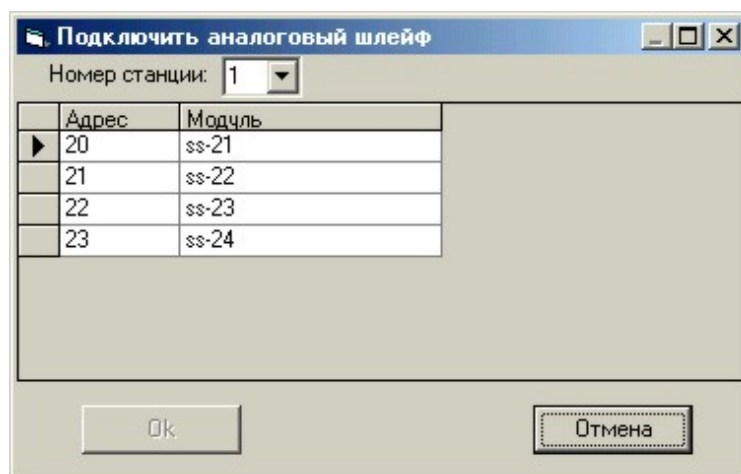 Подключить аналоговый шлейф
Номер станции: 1
Адрес Модуль
20 ss-21
21 ss-22
22 ss-23
23 ss-24
Ok Отмена